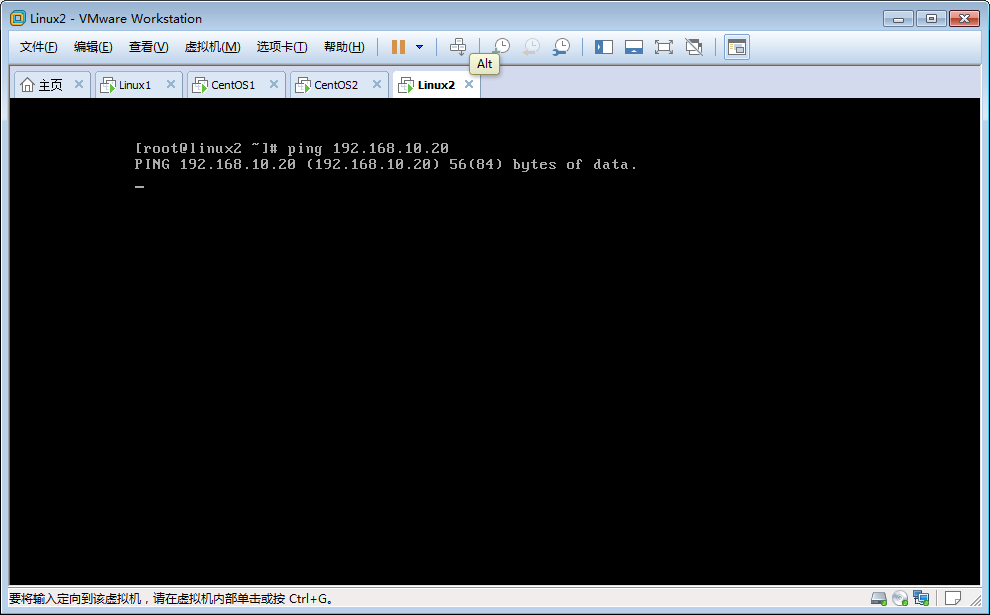 Linux2 - VMware Workstation
文件(F) 编辑(E) 查看(V) 虚拟机(M) 选项卡(T) 帮助(H)
Alt
主页 Linux1 CentOS1 CentOS2 Linux2
[root@linux2 ~]# ping 192.168.10.20
PING 192.168.10.20 (192.168.10.20) 56(84) bytes of data.
要将输入定向到该虚拟机，请在虚拟机内部单击或按 Ctrl+G。